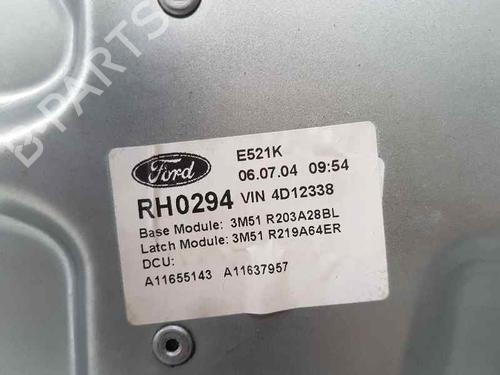 Ford
E521K
06.07.04 09:54
RH0294 VIN 4D12338
Base Module: 3M51 R203A28BL
Latch Module: 3M51 R219A64ER
DCU:
A11655143 A11637957